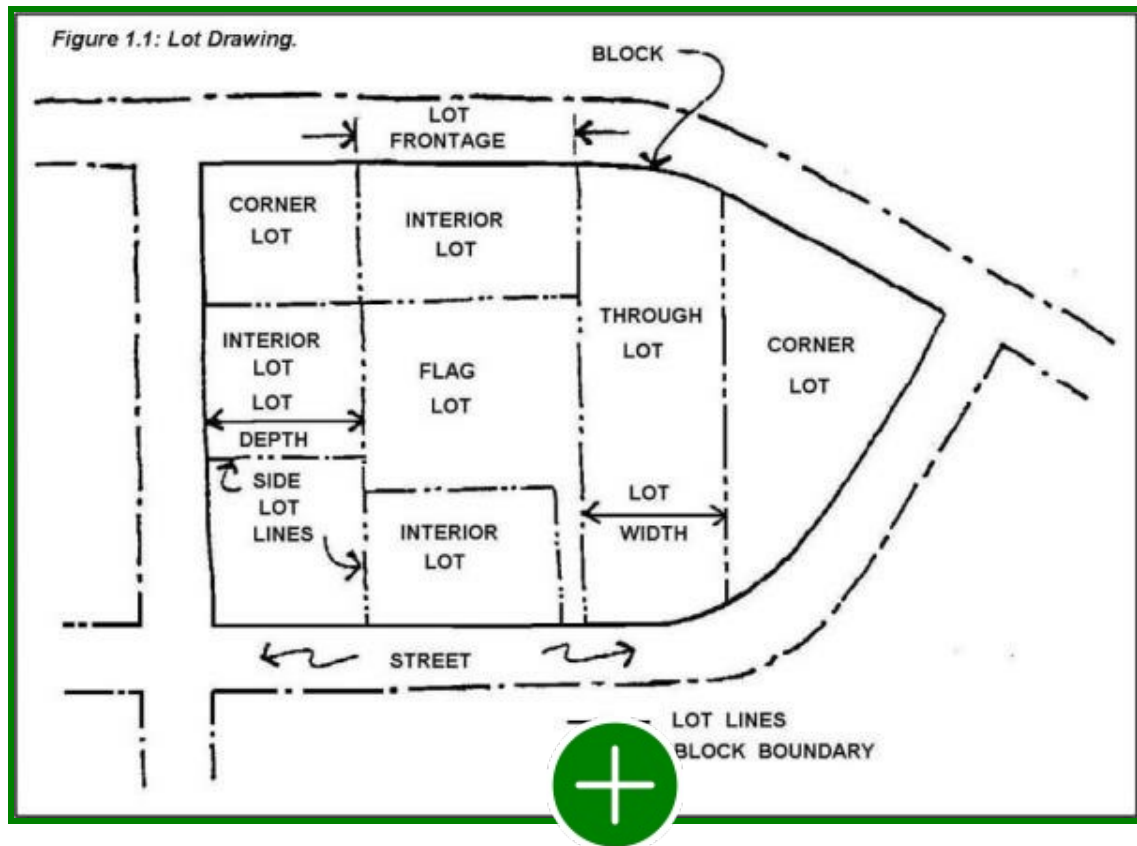 Figure 1.1: Lot Drawing.
BLOCK
LOT
FRONTAGE
CORNER
LOT
INTERIOR
LOT
THROUGH
LOT
CORNER
LOT
INTERIOR
LOT
FLAG
LOT
LOT
DEPTH
SIDE
LOT
LINES
INTERIOR
LOT
LOT
WIDTH
STREET
LOT LINES
BLOCK BOUNDARY